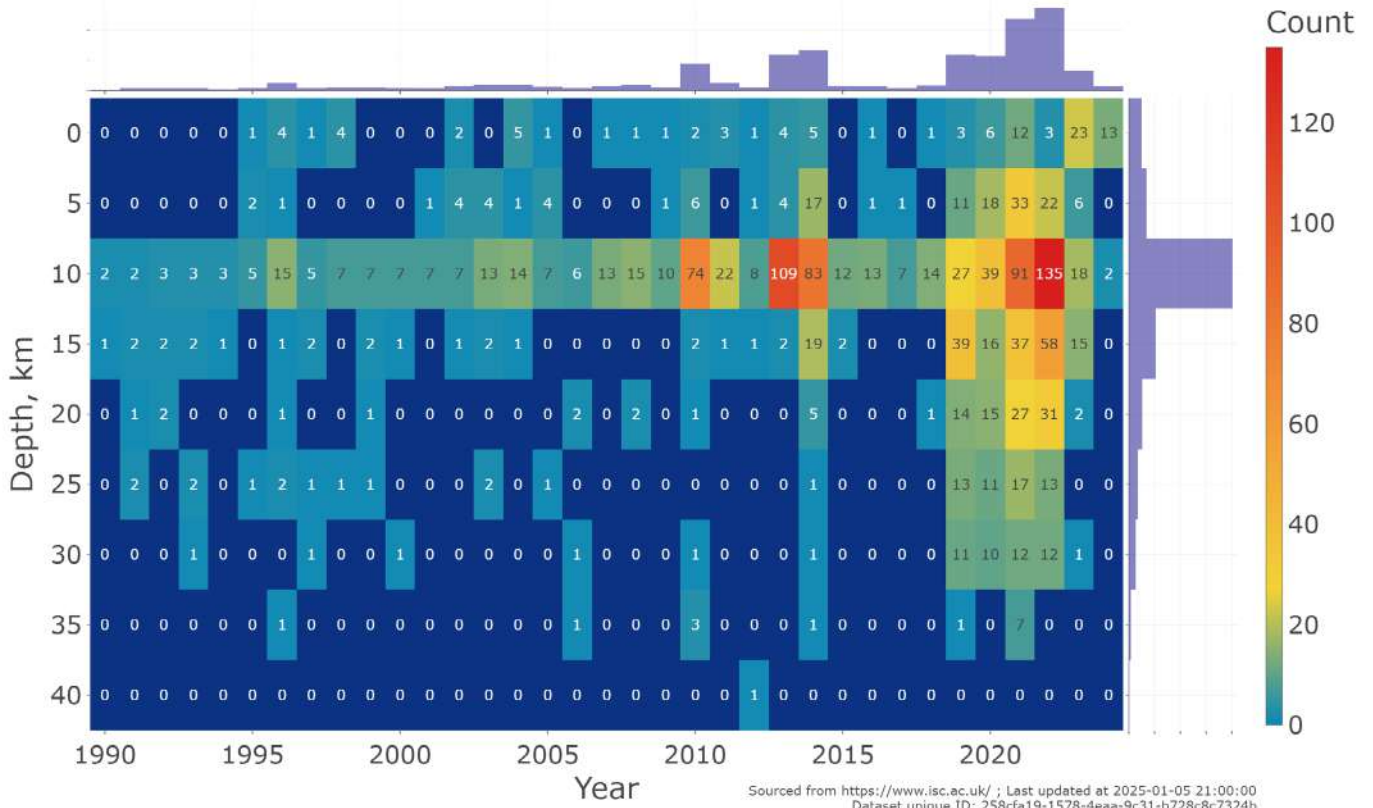 Count
0 0 0 0 0 0 1 4 1 4 0 0 0 2 0 5 1 0 1 1 1 2 3 1 4 5 0 1 0 1 3 6 12 3 23 13
5 0 0 0 0 0 2 1 0 0 0 0 1 4 4 1 4 0 0 0 1 6 0 1 4 17 0 1 1 0 11 18 33 22 6 0
10 2 2 3 3 3 5 15 5 7 7 7 7 7 13 14 7 6 13 15 10 74 22 8 109 83 12 13 7 14 27 39 91 135 18 2
15 1 2 2 2 1 0 1 2 0 2 1 0 1 2 1 0 0 0 0 0 2 1 1 2 19 2 0 0 0 39 16 37 58 15 0
20 0 1 2 0 0 0 1 0 0 1 0 0 0 0 0 0 2 0 2 0 1 0 0 0 5 0 0 0 1 14 15 27 31 2 0
25 0 2 0 2 0 1 2 1 1 1 0 0 0 2 0 1 0 0 0 0 0 0 0 0 1 0 0 0 0 13 11 17 13 0 0
30 0 0 0 1 0 0 0 1 0 0 1 0 0 0 0 0 1 0 0 0 1 0 0 0 1 0 0 0 0 11 10 12 12 1 0
35 0 0 0 0 0 0 1 0 0 0 0 0 0 0 0 0 1 0 0 0 3 0 0 0 1 0 0 0 0 1 0 7 0 0 0
40 0 0 0 0 0 0 0 0 0 0 0 0 0 0 0 0 0 0 0 0 0 0 1 0 0 0 0 0 0 0 0 0 0 0 0
Depth, km
1990 1995 2000 2005 2010 2015 2020
Year
120
100
80
60
40
20
0
Sourced from https://www.isc.ac.uk/ ; Last updated at 2025-01-05 21:00:00
Dataset unique ID: 258cfa19-1578-4eaa-9c31-b728c8c7324b